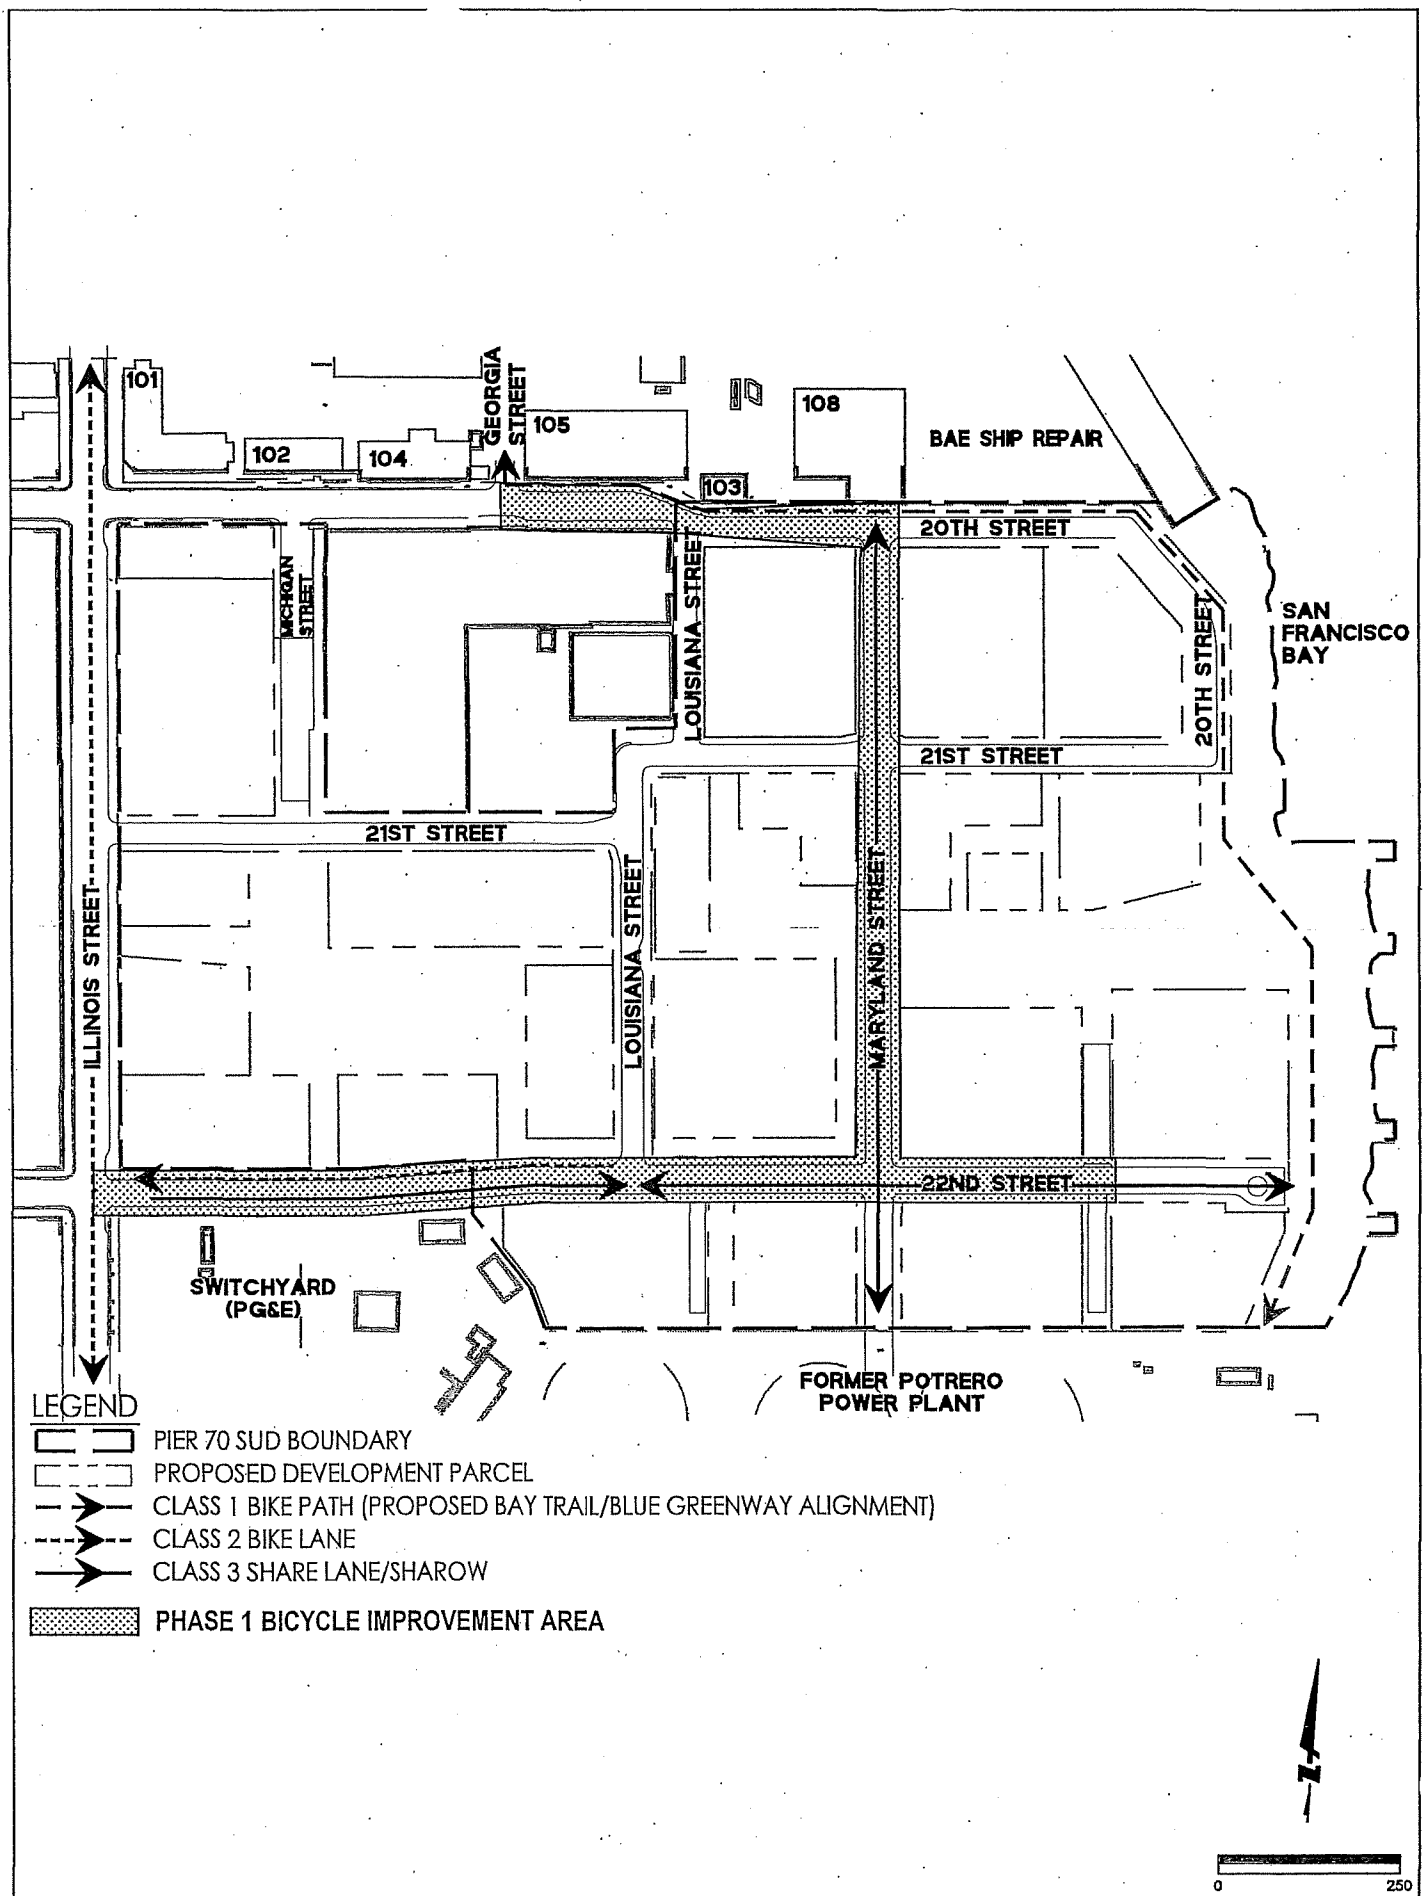 GEORGIA
STREET
101
102
104
105
103
108
BAE SHIP REPAIR
20TH STREET
MICHIGAN
STREET
LOUISIANA STREET
20TH STREET
SAN
FRANCISCO
BAY
21ST STREET
21ST STREET
ILLINOIS STREET
LOUISIANA STREET
MARYLAND STREET
22ND STREET
SWITCHYARD
(PG&E)
FORMER POTRERO
POWER PLANT
LEGEND
PIER 70 SUD BOUNDARY
PROPOSED DEVELOPMENT PARCEL
CLASS 1 BIKE PATH (PROPOSED BAY TRAIL/BLUE GREENWAY ALIGNMENT)
CLASS 2 BIKE LANE
CLASS 3 SHARE LANE/SHAROW
PHASE 1 BICYCLE IMPROVEMENT AREA
Z
0 250